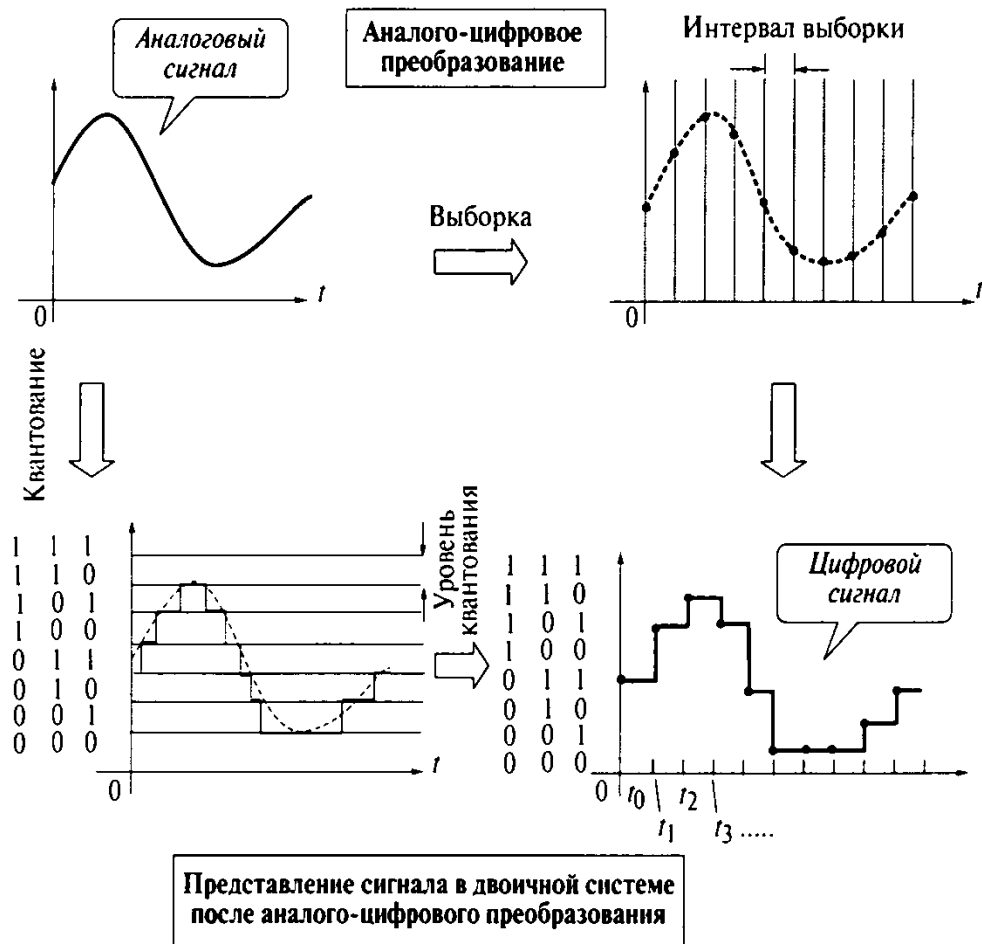 Аналоговый
сигнал
Аналого-цифровое
преобразование
Интервал выборки
t
0
Выборка
t
0
Квантование
1 1 1
1 1 0
1 0 1
1 0 0
0 1 1
0 1 0
0 0 1
0 0 0
t
0
Уровень
квантования
1 1 1
1 1 0
1 0 1
1 0 0
0 1 1
0 1 0
0 0 1
0 0 0
Цифровой
сигнал
0 t0 t2
t1 t3 .....
Представление сигнала в двоичной системе
после аналого-цифрового преобразования